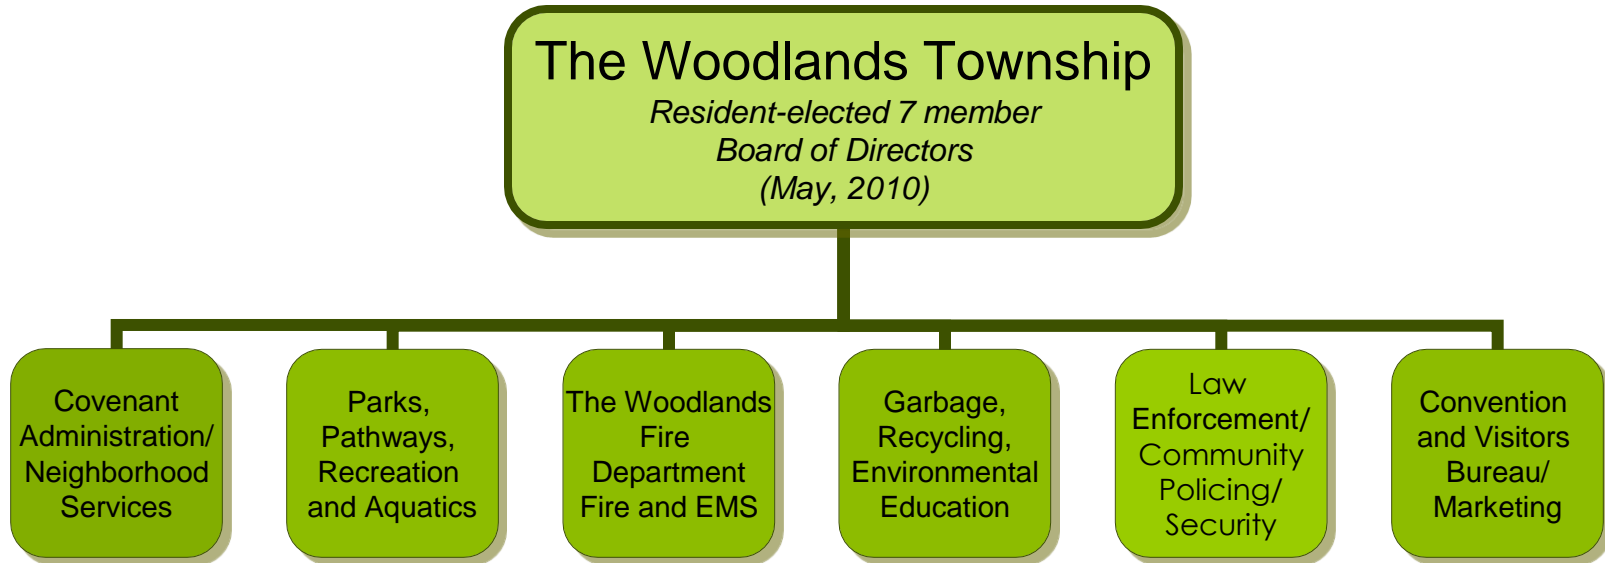 The Woodlands Township
Resident-elected 7 member
Board of Directors
(May, 2010)
Covenant
Administration/
Neighborhood
Services
Parks,
Pathways,
Recreation
and Aquatics
The Woodlands
Fire
Department
Fire and EMS
Garbage,
Recycling,
Environmental
Education
Law
Enforcement/
Community
Policing/
Security
Convention
and Visitors
Bureau/
Marketing